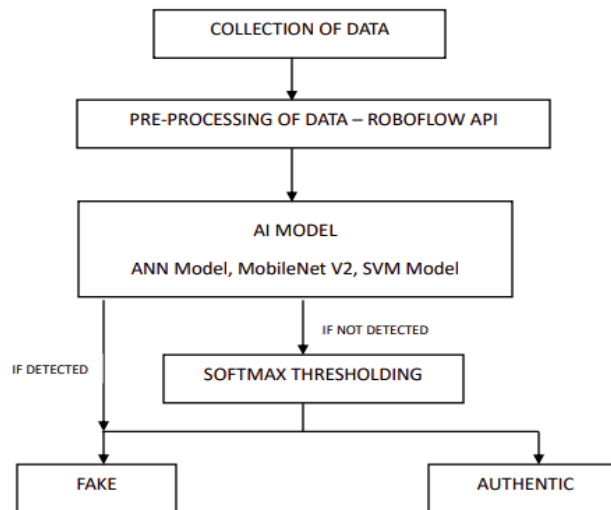 COLLECTION OF DATA
PRE-PROCESSING OF DATA – ROBOFLOW API
AI MODEL
ANN Model, MobileNet V2, SVM Model
IF NOT DETECTED
IF DETECTED
SOFTMAX THRESHOLDING
FAKE
AUTHENTIC